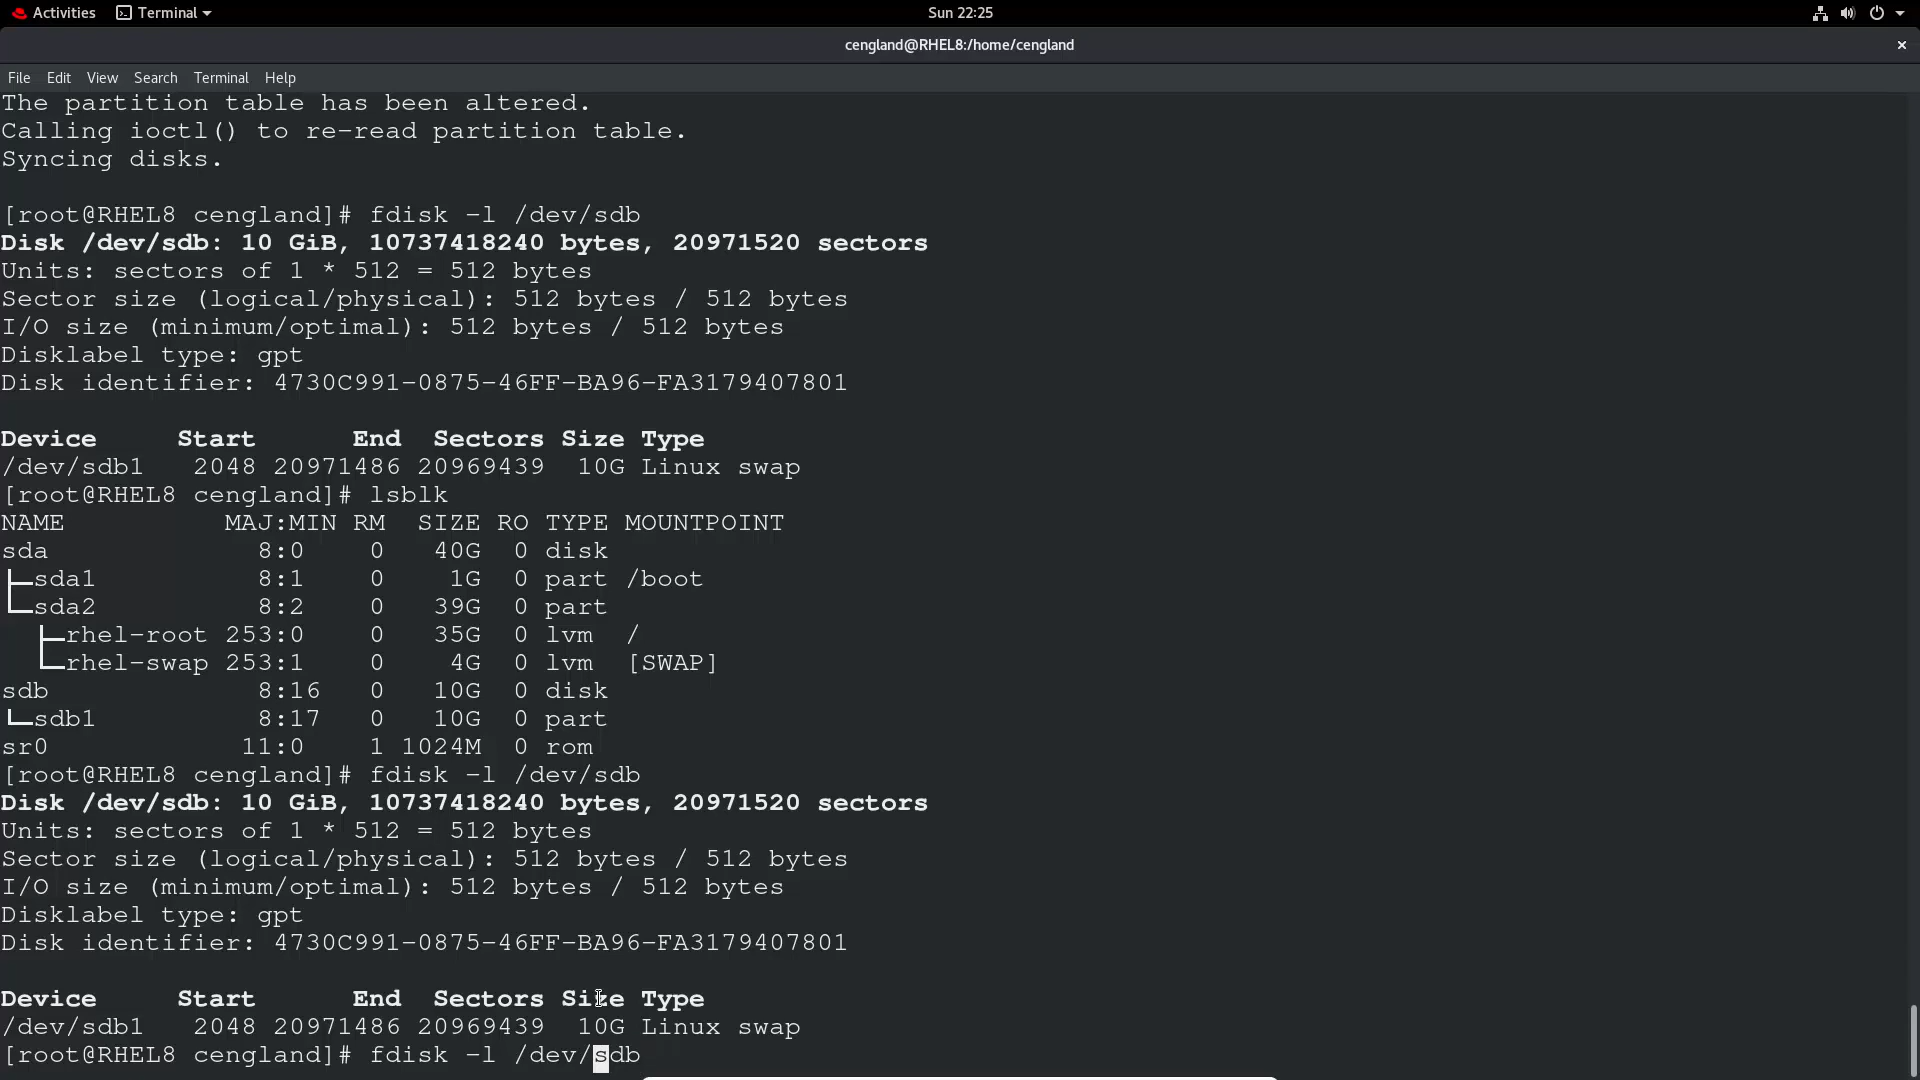 Activities Terminal Sun 22:25
cengland@RHEL8:/home/cengland
File Edit View Search Terminal Help
The partition table has been altered.
Calling ioctl() to re-read partition table.
Syncing disks.
[root@RHEL8 cengland]# fdisk -l /dev/sdb
Disk /dev/sdb: 10 GiB, 10737418240 bytes, 20971520 sectors
Units: sectors of 1 * 512 = 512 bytes
Sector size (logical/physical): 512 bytes / 512 bytes
I/O size (minimum/optimal): 512 bytes / 512 bytes
Disklabel type: gpt
Disk identifier: 4730C991-0875-46FF-BA96-FA3179407801
Device     Start      End  Sectors Size Type
/dev/sdb1   2048 20971486 20969439  10G Linux swap
[root@RHEL8 cengland]# lsblk
NAME          MAJ:MIN RM  SIZE RO TYPE MOUNTPOINT
sda             8:0    0   40G  0 disk
├─sda1          8:1    0    1G  0 part /boot
└─sda2          8:2    0   39G  0 part
  ├─rhel-root 253:0    0   35G  0 lvm  /
  └─rhel-swap 253:1    0    4G  0 lvm  [SWAP]
sdb             8:16   0   10G  0 disk
└─sdb1          8:17   0   10G  0 part
sr0            11:0    1 1024M  0 rom
[root@RHEL8 cengland]# fdisk -l /dev/sdb
Disk /dev/sdb: 10 GiB, 10737418240 bytes, 20971520 sectors
Units: sectors of 1 * 512 = 512 bytes
Sector size (logical/physical): 512 bytes / 512 bytes
I/O size (minimum/optimal): 512 bytes / 512 bytes
Disklabel type: gpt
Disk identifier: 4730C991-0875-46FF-BA96-FA3179407801
Device     Start      End  Sectors Size Type
/dev/sdb1   2048 20971486 20969439  10G Linux swap
[root@RHEL8 cengland]# fdisk -l /dev/sdb